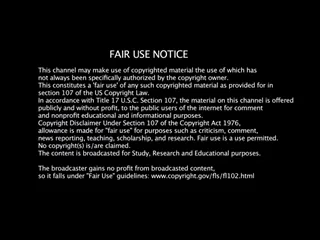 FAIR USE NOTICE
This channel may make use of copyrighted material the use of which has
not always been specifically authorized by the copyright owner.
This constitutes a 'fair use' of any such copyrighted material as provided for in
section 107 of the US Copyright Law.
In accordance with Title 17 U.S.C. Section 107, the material on this channel is offered
publicly and without profit, to the public users of the internet for comment
and nonprofit educational and informational purposes.
Copyright Disclaimer Under Section 107 of the Copyright Act 1976,
allowance is made for "fair use" for purposes such as criticism, comment,
news reporting, teaching, scholarship, and research. Fair use is a use permitted.
No copyright(s) is/are claimed.
The content is broadcasted for Study, Research and Educational purposes.
The broadcaster gains no profit from broadcasted content,
so it falls under "Fair Use" guidelines: www.copyright.gov/fls/fl102.html